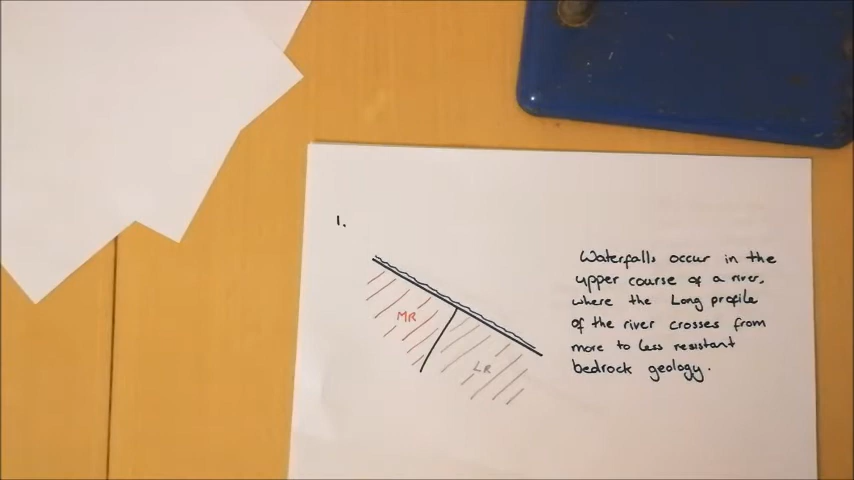 1.
MR
LR
Waterfalls occur in the
upper course of a river,
where the Long profile
of the river crosses from
more to less resistant
bedrock geology.